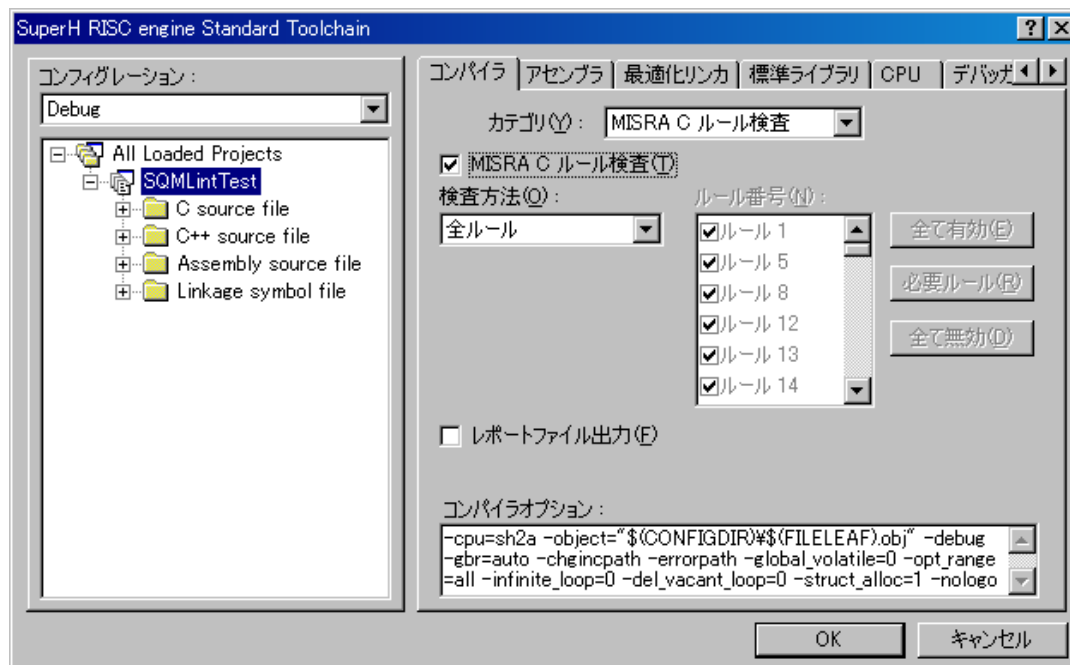 SuperH RISC engine Standard Toolchain
コンフィグレーション :
Debug
All Loaded Projects
SQMLintTest
C source file
C++ source file
Assembly source file
Linkage symbol file
コンパイラ アセンブラ 最適化リンカ 標準ライブラリ CPU デバッガ
カテゴリ(Y) : MISRA C ルール検査
MISRA C ルール検査(T)
検査方法(O) :
全ルール
ルール番号(N) :
ルール 1
ルール 5
ルール 8
ルール 12
ルール 13
ルール 14
全て有効(E)
必要ルール(R)
全て無効(D)
レポートファイル出力(F)
コンパイラオプション :
-cpu=sh2a -object="$(CONFIGDIR)¥$(FILELEAF).obj" -debug
-gbr=auto -chgincpath -errorpath -global_volatile=0 -opt_range
=all -infinite_loop=0 -del_vacant_loop=0 -struct_alloc=1 -nologo
OK キャンセル